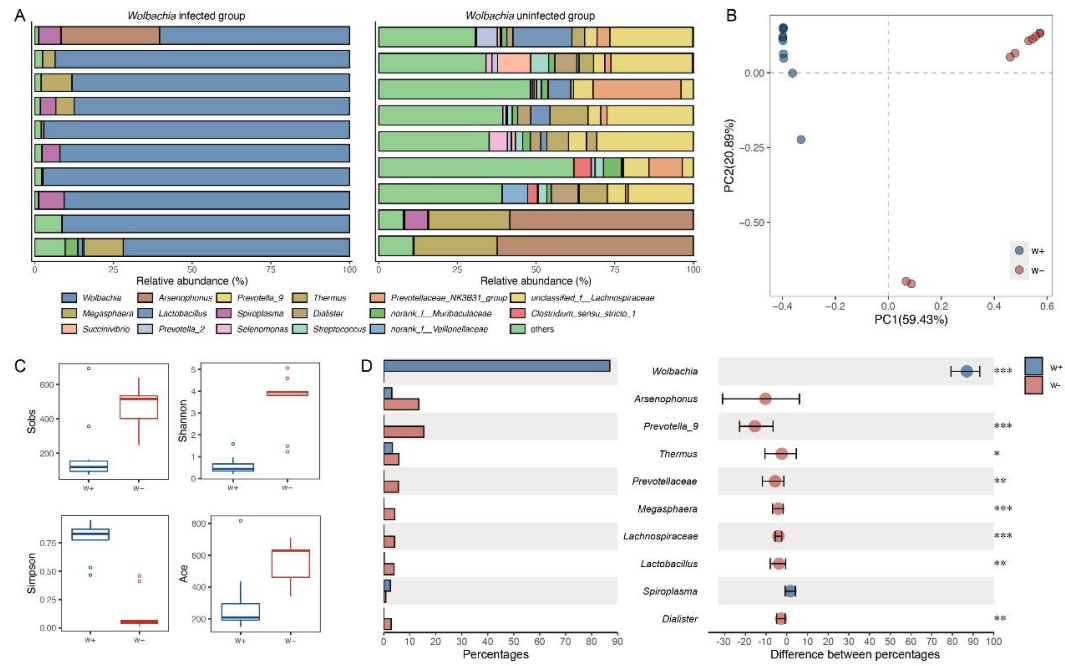 A
Wolbachia infected group
Wolbachia uninfected group
0 25 50 75 100
Relative abundance (%)
0 25 50 75 100
Relative abundance (%)
Wolbachia Arsenophonus Prevotella_9 Thermus Prevotellaceae_NK3B31_group unclassified_f__Lachnospiraceae
Megasphaera Lactobacillus Spiroplasma Dialister norank_f__Muribaculaceae Clostridium_sensu_stricto_1
Succinivibrio Prevotella_2 Selenomonas Streptococcus norank_f__Veillonellaceae others
B
0.00
−0.25
−0.50
PC2(20.89%)
w+
w−
−0.4 −0.2 0.0 0.2 0.4 0.6
PC1(59.43%)
C
Sobs
600
400
200
w+ w−
Shannon
5
4
3
2
1
0
w+ w−
Simpson
0.75
0.50
0.25
0.00
w+ w−
Ace
800
600
400
200
w+ w−
D
w+
w-
Wolbachia ***
Arsenophonus
Prevotella_9 ***
Thermus *
Prevotellaceae **
Megasphaera ***
Lachnospiraceae ***
Lactobacillus **
Spiroplasma
Dialister **
0 10 20 30 40 50 60 70 80 90
Percentages
-30 -20 -10 0 10 20 30 40 50 60 70 80 90 100
Difference between percentages